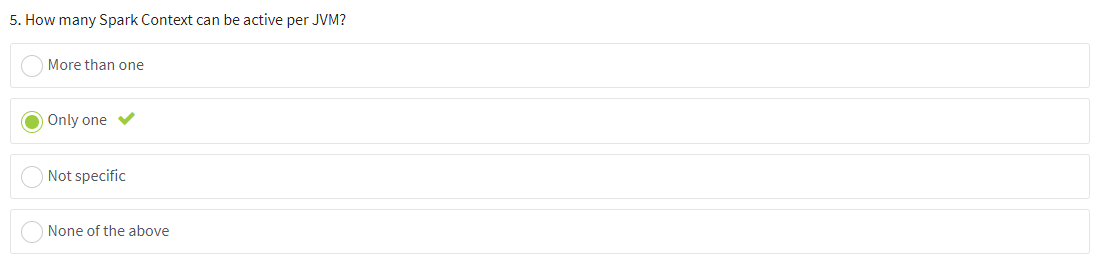 5. How many Spark Context can be active per JVM?
More than one
Only one
Not specific
None of the above